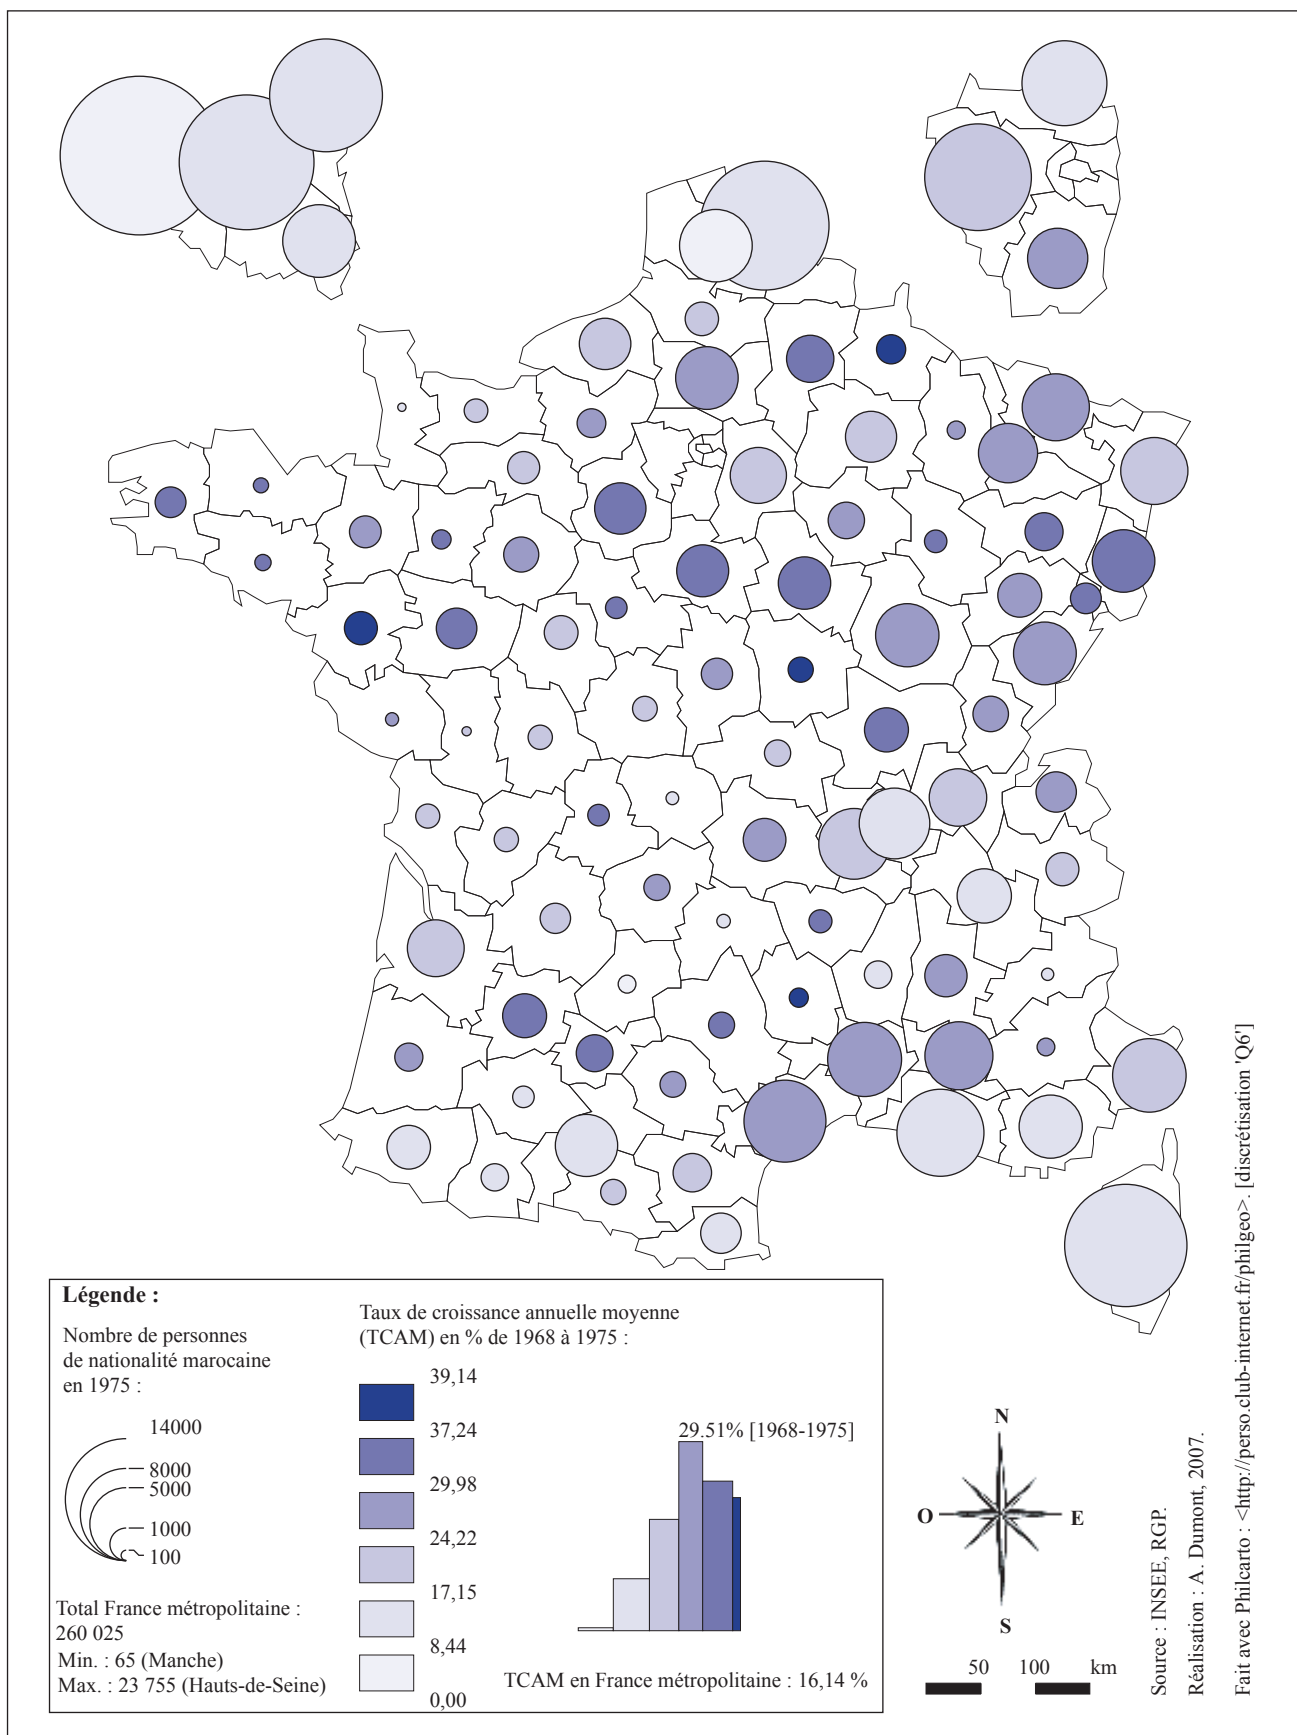 Légende :
Nombre de personnes
de nationalité marocaine
en 1975 :
14000
8000
5000
1000
100
Total France métropolitaine :
260 025
Min. : 65 (Manche)
Max. : 23 755 (Hauts-de-Seine)
Taux de croissance annuelle moyenne
(TCAM) en % de 1968 à 1975 :
39,14
37,24
29,98
24,22
17,15
8,44
0,00
29.51% [1968-1975]
TCAM en France métropolitaine : 16,14 %
N
O
E
S
50 100 km
Source : INSEE, RGP.
Réalisation : A. Dumont, 2007.
Fait avec Philcarto : <http://perso.club-internet.fr/philgeo>. [discrétisation 'Q6']